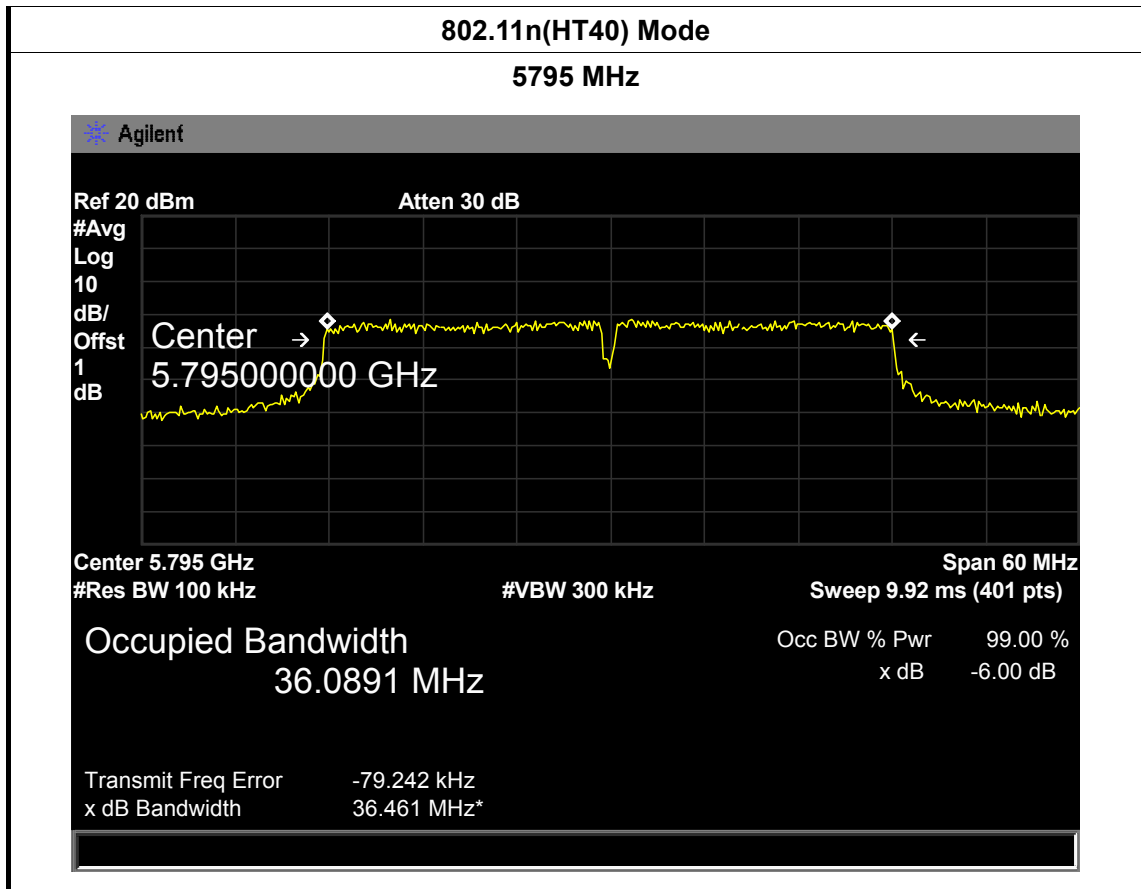 802.11n(HT40) Mode
5795 MHz
Agilent
Ref 20 dBm Atten 30 dB
#Avg
Log
10
dB/
Offst
1
dB
Center
5.795000000 GHz
Center 5.795 GHz Span 60 MHz
#Res BW 100 kHz #VBW 300 kHz Sweep 9.92 ms (401 pts)
Occupied Bandwidth Occ BW % Pwr 99.00 %
36.0891 MHz x dB -6.00 dB
Transmit Freq Error -79.242 kHz
x dB Bandwidth 36.461 MHz*